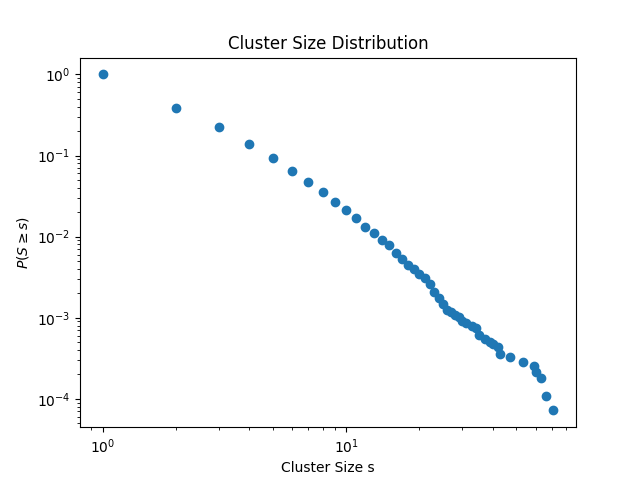 Cluster Size Distribution
P(S ≥ s)
10⁰
10⁻¹
10⁻²
10⁻³
10⁻⁴
10⁰
10¹
Cluster Size s